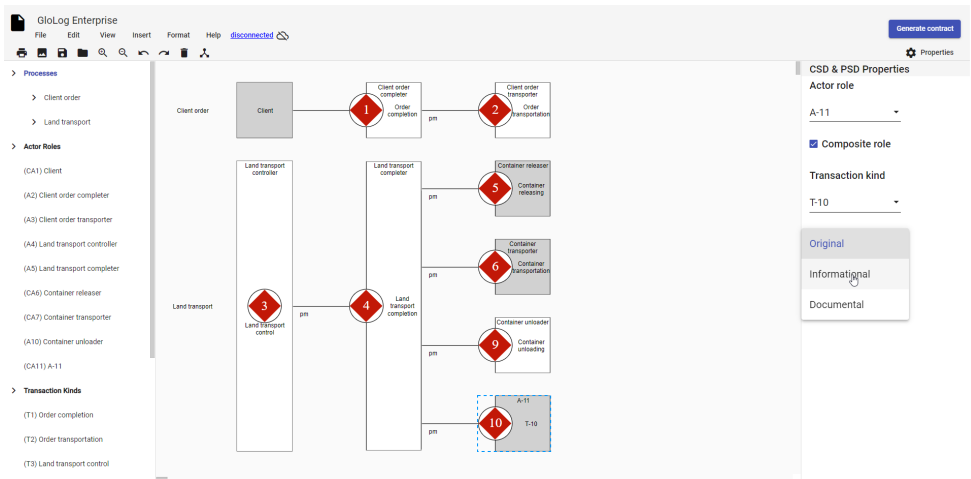 GloLog Enterprise
File Edit View Insert Format Help disconnected
Generate contract
Properties
Processes
Client order
Land transport
Actor Roles
(CA1) Client
(A2) Client order completer
(A3) Client order transporter
(A4) Land transport controller
(A5) Land transport completer
(CA6) Container releaser
(CA7) Container transporter
(A10) Container unloader
(CA11) A-11
Transaction Kinds
(T1) Order completion
(T2) Order transportation
(T3) Land transport control
Client order
Client
Client order
completer
1
Order
completion
pm
Client order
transporter
2
Order
transportation
Land transport
Land transport
controller
3
Land transport
control
pm
Land transport
completer
4
Land
transport
completion
pm
Container releaser
5
Container
releasing
pm
Container
transporter
6
Container
transportation
pm
Container unloader
9
Container
unloading
pm
A-11
10
T-10
CSD & PSD Properties
Actor role
A-11
Composite role
Transaction kind
T-10
Original
Informational
Documental